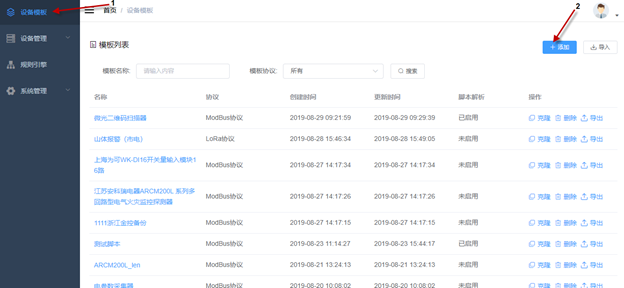 1
2
设备模板
设备管理
规则引擎
系统管理
首页 / 设备模板
模板列表
+ 添加
导入
模板名称: 请输入内容
模板协议: 所有
搜索
名称 协议 创建时间 更新时间 脚本解析 操作
微光二维码扫描器 ModBus协议 2019-08-29 09:21:59 2019-08-29 09:29:39 已启用 克隆 删除 导出
山体报警（市电） LoRa协议 2019-08-28 15:46:34 2019-08-28 15:49:05 未启用 克隆 删除 导出
上海为可WK-DI16开关量输入模块1
6路
ModBus协议 2019-08-27 14:17:34 2019-08-27 14:17:34 未启用 克隆 删除 导出
江苏安科瑞电器ARCM200L 系列多
回路型电气火灾监控探测器
ModBus协议 2019-08-27 14:17:26 2019-08-27 14:17:26 未启用 克隆 删除 导出
1111浙江金控备份 ModBus协议 2019-08-27 14:17:15 2019-08-27 14:17:15 未启用 克隆 删除 导出
测试脚本 ModBus协议 2019-08-23 11:14:27 2019-08-23 15:44:17 已启用 克隆 删除 导出
ARCM200L_len ModBus协议 2019-08-21 13:24:13 2019-08-21 13:24:13 未启用 克隆 删除 导出
电参数采集器 ModBus协议 2019-08-20 10:08:02 2019-08-20 10:08:02 未启用 克隆 删除 导出